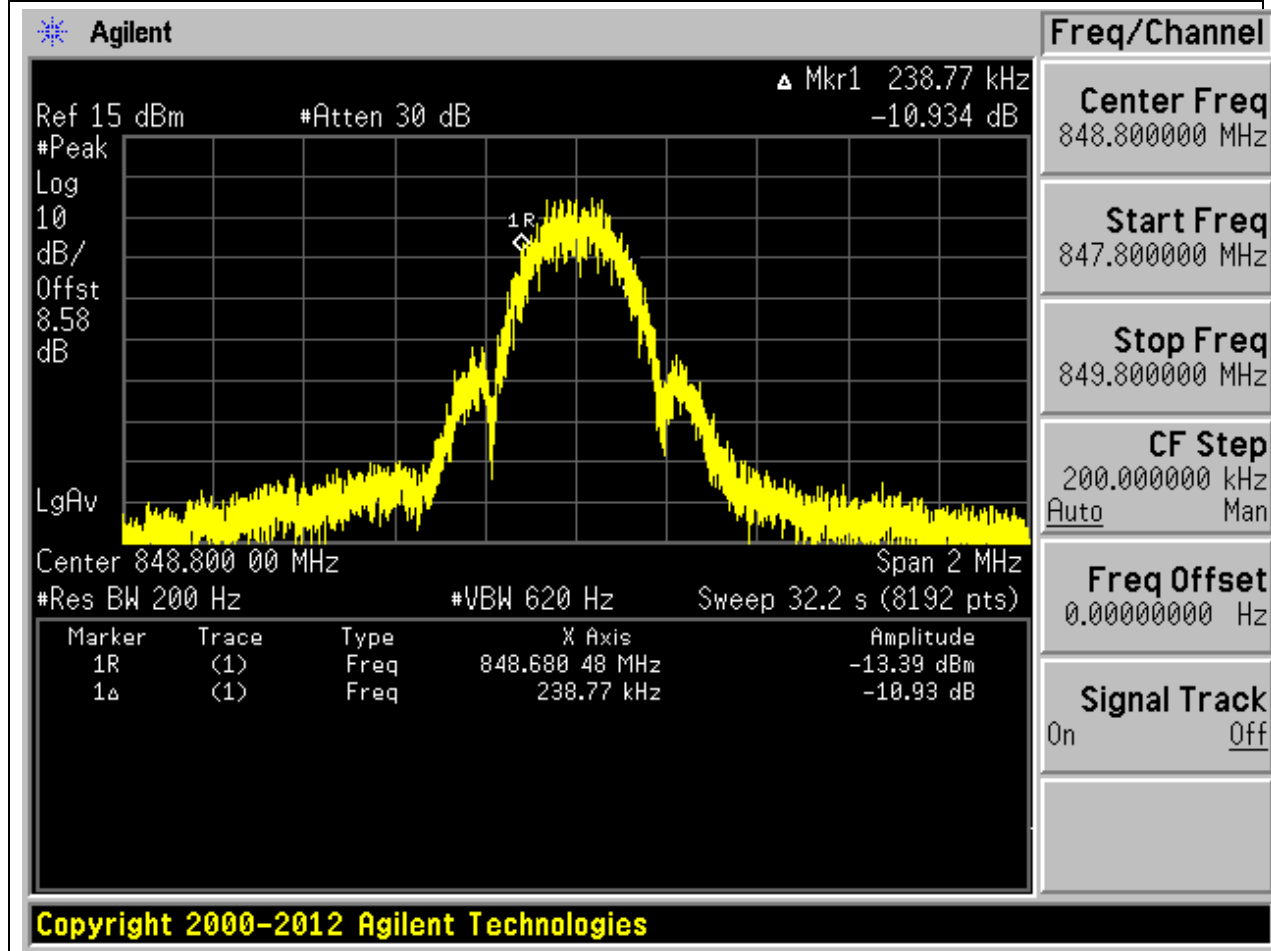 Agilent
Freq/Channel
Δ Mkr1 238.77 kHz
Ref 15 dBm #Atten 30 dB -10.934 dB
#Peak
Log
10
dB/
Offst
8.58
dB
LgAv
1R
Center 848.800 00 MHz Span 2 MHz
#Res BW 200 Hz #VBW 620 Hz Sweep 32.2 s (8192 pts)
Marker Trace Type X Axis Amplitude
1R (1) Freq 848.680 48 MHz -13.39 dBm
1Δ (1) Freq 238.77 kHz -10.93 dB
Center Freq
848.800000 MHz
Start Freq
847.800000 MHz
Stop Freq
849.800000 MHz
CF Step
200.000000 kHz
Auto Man
Freq Offset
0.00000000 Hz
Signal Track
On Off
Copyright 2000-2012 Agilent Technologies